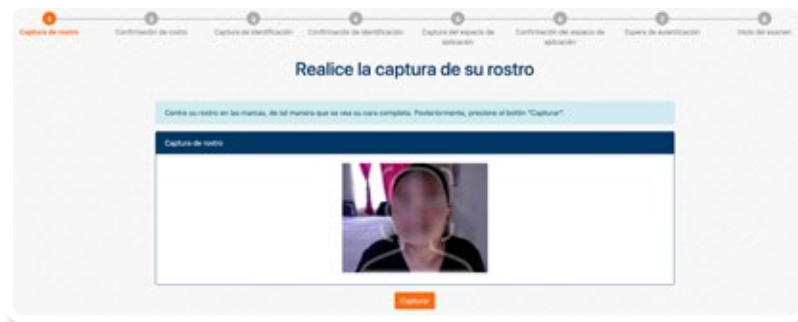 1
Captura de rostro
Confirmación de rostro
Captura de identificación
Confirmación de identificación
Captura del espacio de
aplicación
Confirmación del espacio de
aplicación
Espera de autenticación
Inicio del examen
Realice la captura de su rostro
Centre su rostro en las marcas, de tal manera que se vea su cara completa. Posteriormente, presione el botón "Capturar".
Captura de rostro
Capturar